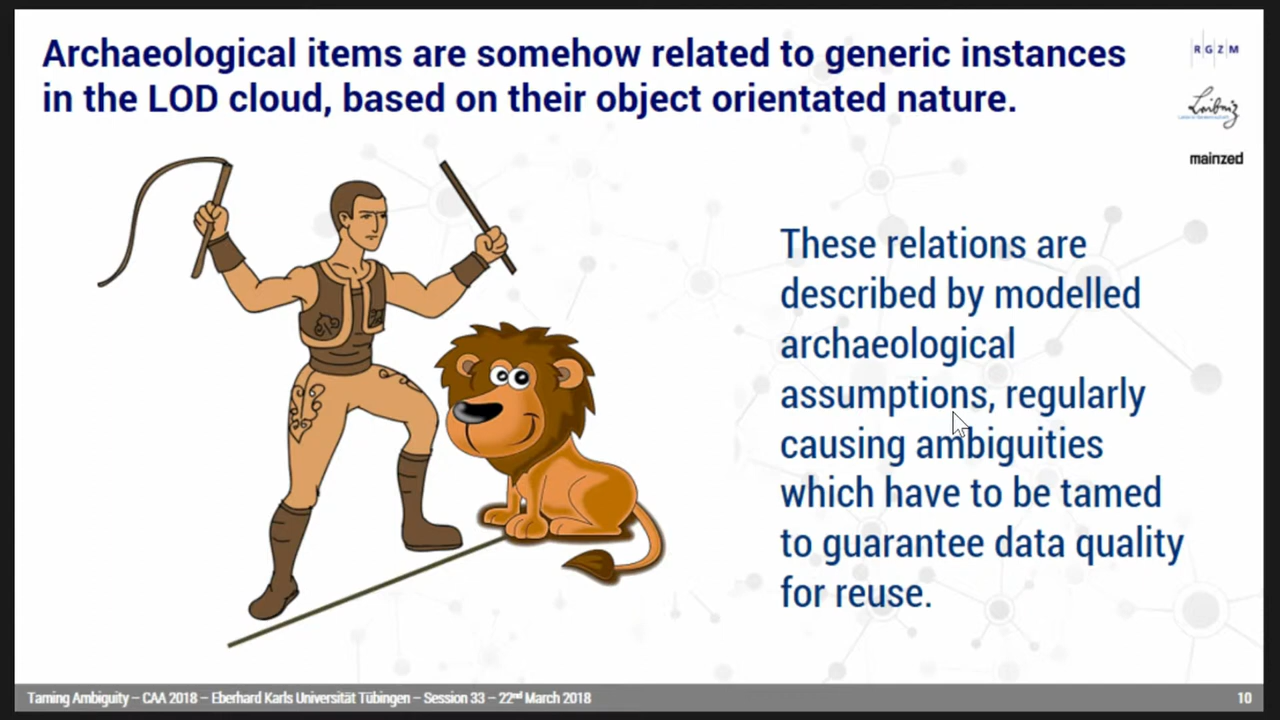 Archaeological items are somehow related to generic instances
in the LOD cloud, based on their object orientated nature.
RGZM
Leibniz
mainzed
These relations are
described by modelled
archaeological
assumptions, regularly
causing ambiguities
which have to be tamed
to guarantee data quality
for reuse.
Taming Ambiguity – CAA 2018 – Eberhard Karls Universität Tübingen – Session 33 – 22nd March 2018
10